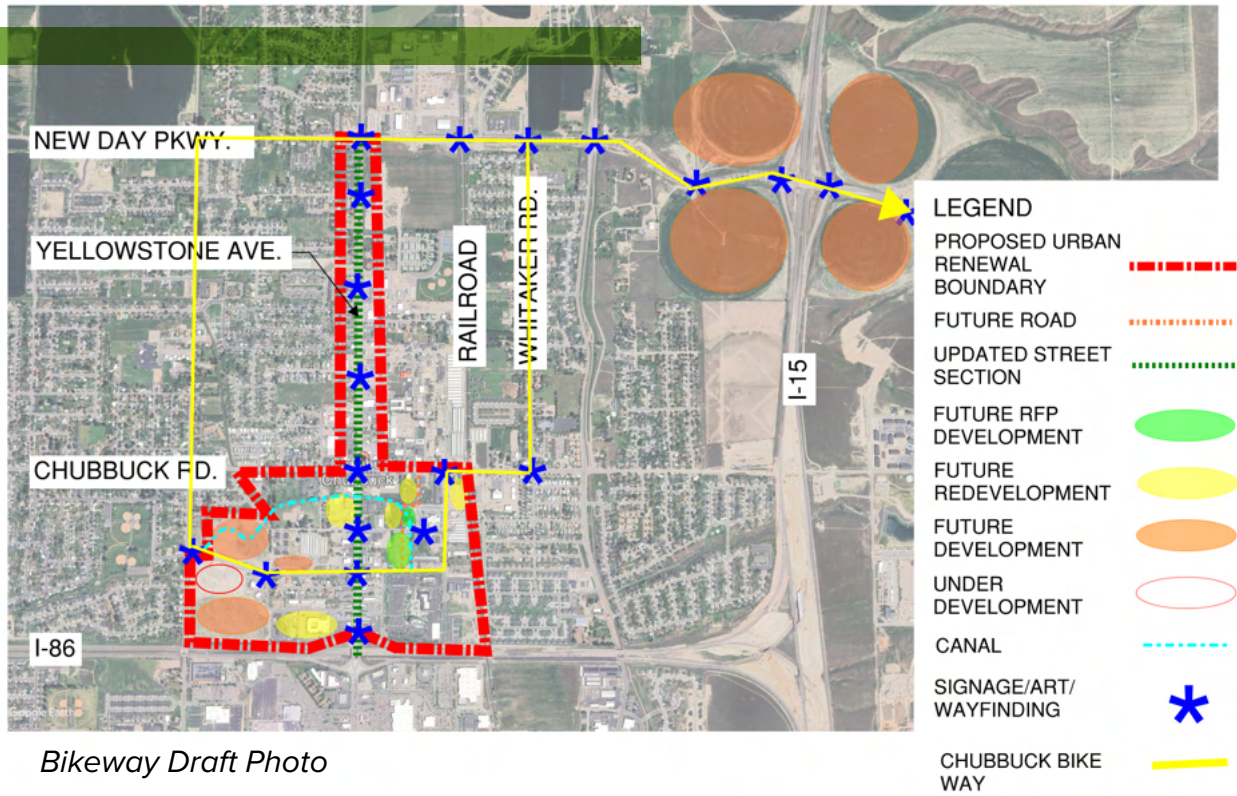 NEW DAY PKWY.
YELLOWSTONE AVE.
RAILROAD
WHITAKER RD.
I-15
CHUBBUCK RD.
Chubbuck
I-86
Google Earth
LEGEND
PROPOSED URBAN
RENEWAL
BOUNDARY
FUTURE ROAD
UPDATED STREET
SECTION
FUTURE RFP
DEVELOPMENT
FUTURE
REDEVELOPMENT
FUTURE
DEVELOPMENT
UNDER
DEVELOPMENT
CANAL
SIGNAGE/ART/
WAYFINDING
CHUBBUCK BIKE
WAY
Bikeway Draft Photo